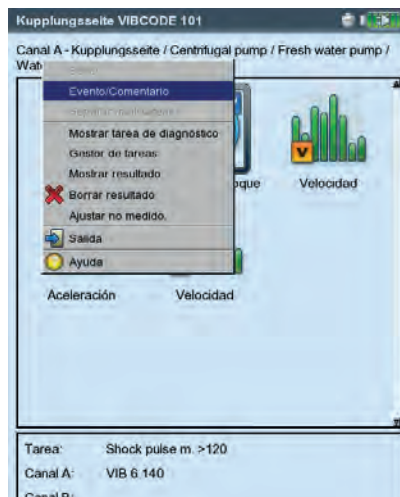 Kupplungsseite VIBCODE 101
Canal A - Kupplungsseite / Centrifugal pump / Fresh water pump /
Wat
Evento/Comentario
Mostrar tarea de diagnóstico
Gestor de tareas
Mostrar resultado
Borrar resultado
Ajustar no medido.
Salida
Ayuda
oque
Velocidad
V
Aceleración
Velocidad
Tarea: Shock pulse m. >120
Canal A: VIB 6.140
Canal B: